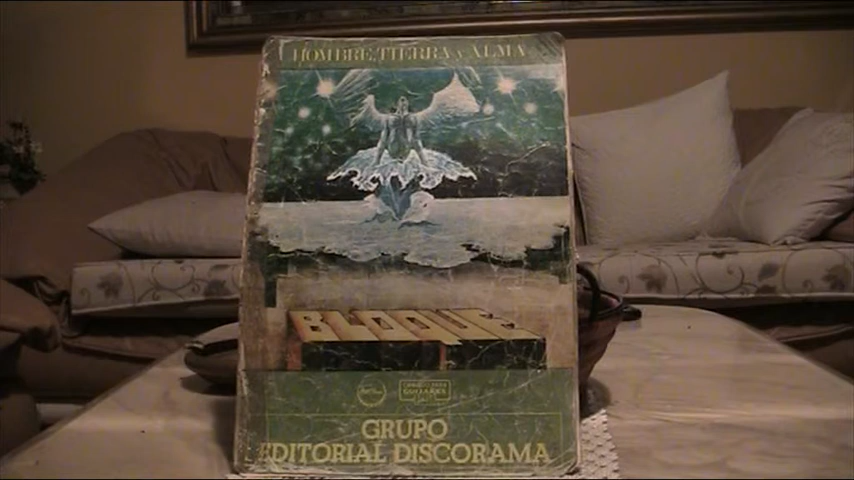 HOMBRE, TIERRA Y ALMA
BLOQUE
GRUPO
EDITORIAL DISCORAMA